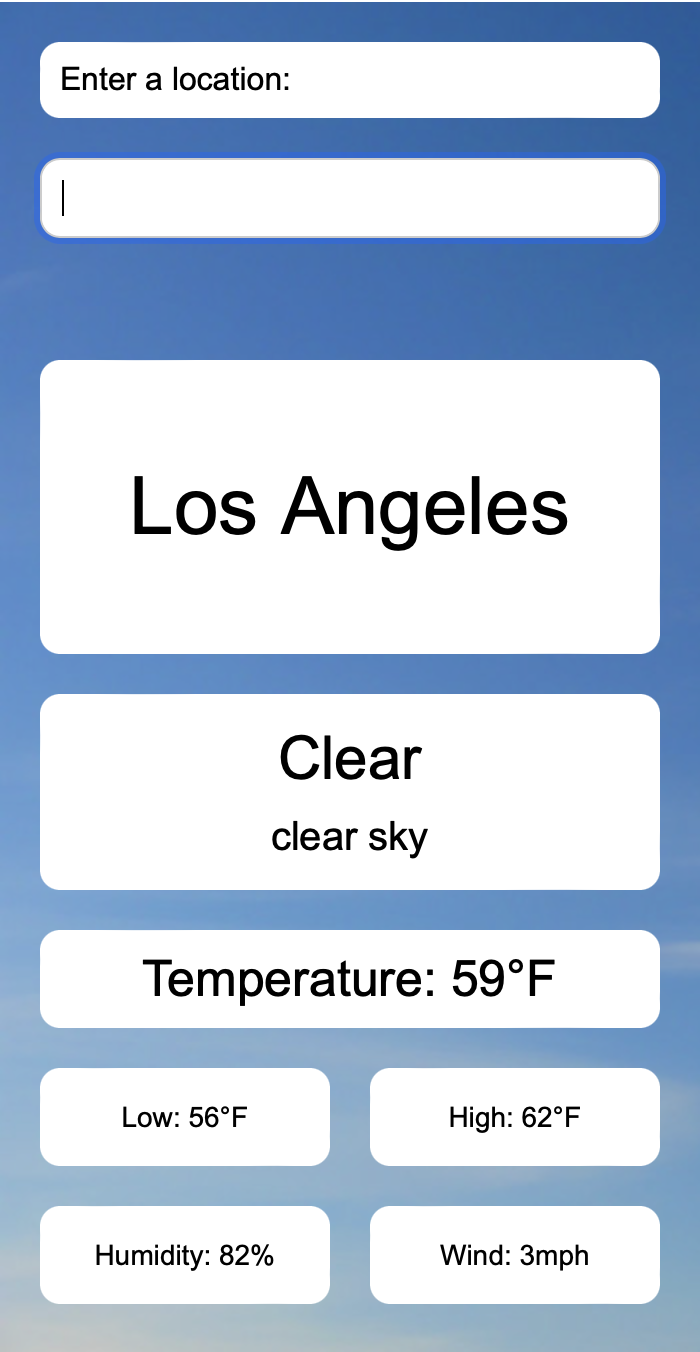 Enter a location:
Los Angeles
Clear
clear sky
Temperature: 59°F
Low: 56°F
High: 62°F
Humidity: 82%
Wind: 3mph